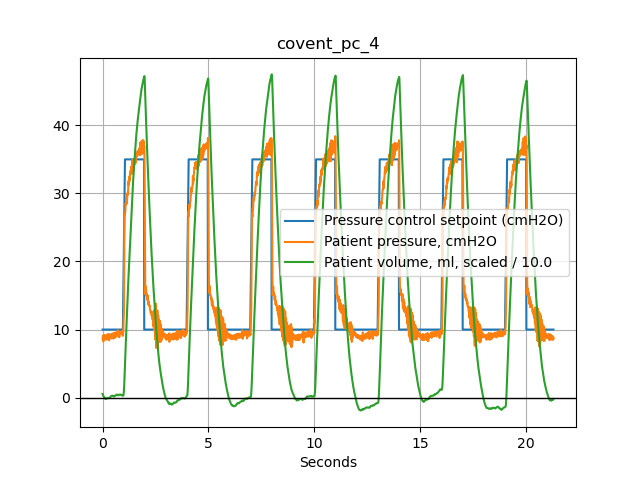 covent_pc_4
40
30
20
10
0
Pressure control setpoint (cmH2O)
Patient pressure, cmH2O
Patient volume, ml, scaled / 10.0
0
5
10
15
20
Seconds